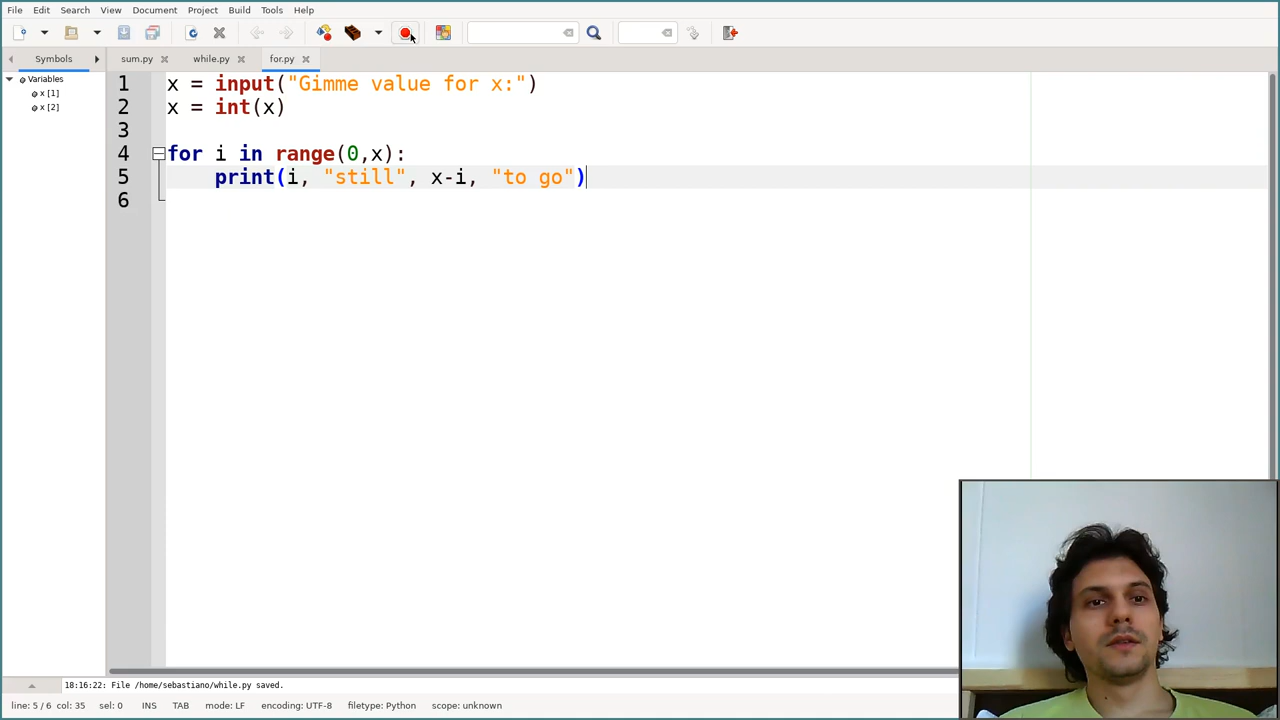 File Edit Search View Document Project Build Tools Help
Symbols sum.py while.py for.py
Variables
x [1]
x [2]
1 x = input("Gimme value for x:")
2 x = int(x)
3
4 for i in range(0,x):
5 print(i, "still", x-i, "to go")
6
18:16:22: File /home/sebastiano/while.py saved.
line: 5 / 6 col: 35 sel: 0 INS TAB mode: LF encoding: UTF-8 filetype: Python scope: unknown